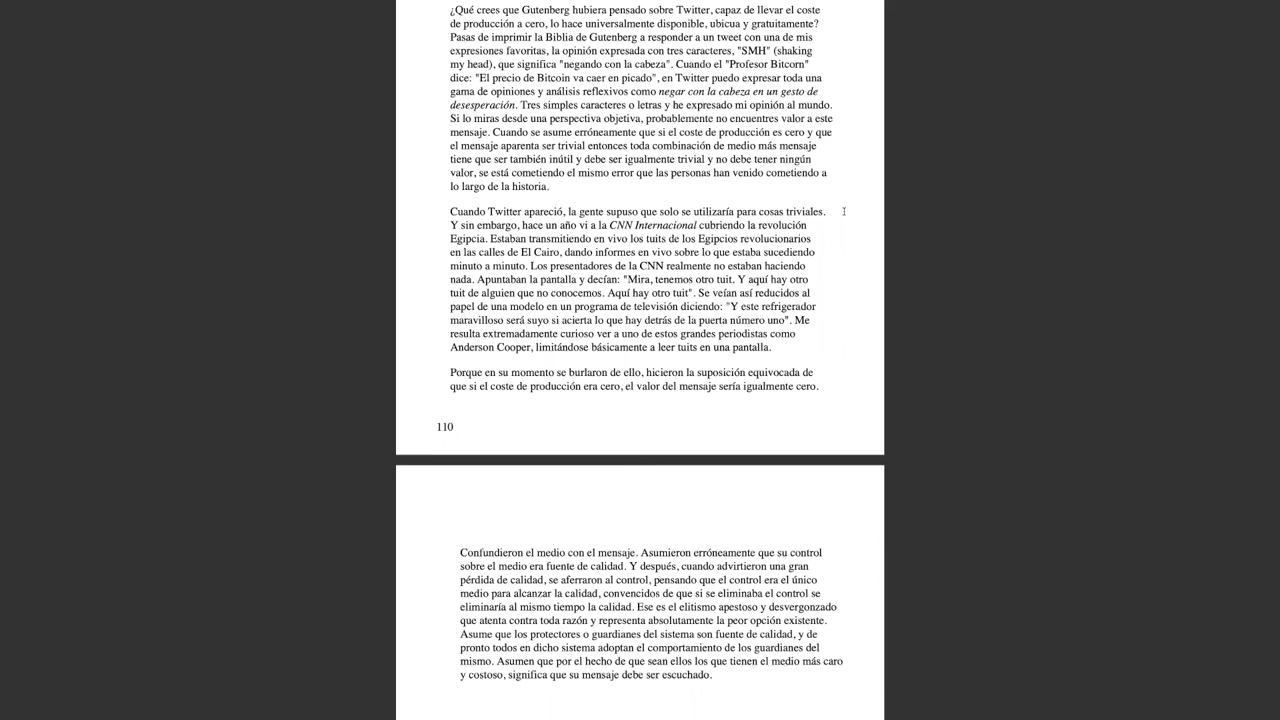 ¿Qué crees que Gutenberg hubiera pensado sobre Twitter, capaz de llevar el coste
de producción a cero, lo hace universalmente disponible, ubicua y gratuitamente?
Pasas de imprimir la Biblia de Gutenberg a responder a un tweet con una de mis
expresiones favoritas, la opinión expresada con tres caracteres, "SMH" (shaking
my head), que significa "negando con la cabeza". Cuando el "Profesor Bitcorn"
dice: "El precio de Bitcoin va caer en picado", en Twitter puedo expresar toda una
gama de opiniones y análisis reflexivos como negar con la cabeza en un gesto de
desesperación. Tres simples caracteres o letras y he expresado mi opinión al mundo.
Si lo miras desde una perspectiva objetiva, probablemente no encuentres valor a este
mensaje. Cuando se asume erróneamente que si el coste de producción es cero y que
el mensaje aparenta ser trivial entonces toda combinación de medio más mensaje
tiene que ser también inútil y debe ser igualmente trivial y no debe tener ningún
valor, se está cometiendo el mismo error que las personas han venido cometiendo a
lo largo de la historia.
Cuando Twitter apareció, la gente supuso que solo se utilizaría para cosas triviales.
Y sin embargo, hace un año vi a la CNN Internacional cubriendo la revolución
Egipcia. Estaban transmitiendo en vivo los tuits de los Egipcios revolucionarios
en las calles de El Cairo, dando informes en vivo sobre lo que estaba sucediendo
minuto a minuto. Los presentadores de la CNN realmente no estaban haciendo
nada. Apuntaban la pantalla y decían: "Mira, tenemos otro tuit. Y aquí hay otro
tuit de alguien que no conocemos. Aquí hay otro tuit". Se veían así reducidos al
papel de una modelo en un programa de televisión diciendo: "Y este refrigerador
maravilloso será suyo si acierta lo que hay detrás de la puerta número uno". Me
resulta extremadamente curioso ver a uno de estos grandes periodistas como
Anderson Cooper, limitándose básicamente a leer tuits en una pantalla.
Porque en su momento se burlaron de ello, hicieron la suposición equivocada de
que si el coste de producción era cero, el valor del mensaje sería igualmente cero.
110
Confundieron el medio con el mensaje. Asumieron erróneamente que su control
sobre el medio era fuente de calidad. Y después, cuando advirtieron una gran
pérdida de calidad, se aferraron al control, pensando que el control era el único
medio para alcanzar la calidad, convencidos de que si se eliminaba el control se
eliminaría al mismo tiempo la calidad. Ese es el elitismo apestoso y desvergonzado
que atenta contra toda razón y representa absolutamente la peor opción existente.
Asume que los protectores o guardianes del sistema son fuente de calidad, y de
pronto todos en dicho sistema adoptan el comportamiento de los guardianes del
mismo. Asumen que por el hecho de que sean ellos los que tienen el medio más caro
y costoso, significa que su mensaje debe ser escuchado.